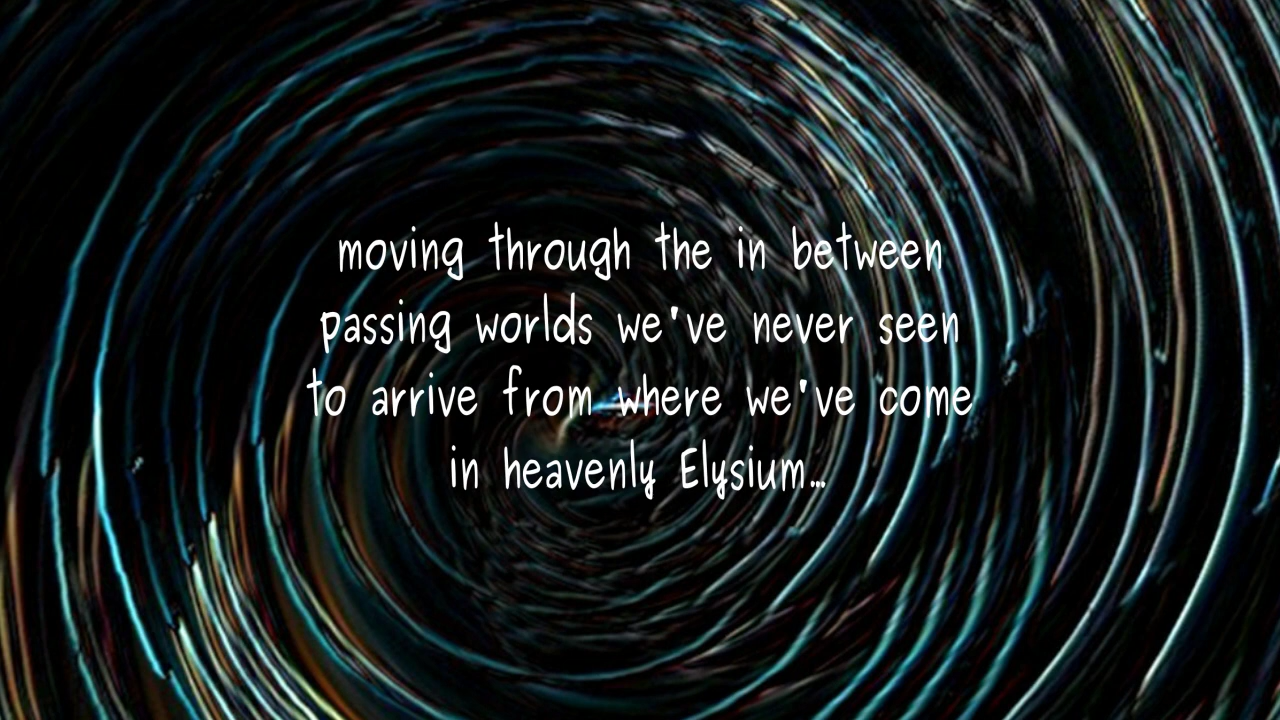 moving through the in between
passing worlds we've never seen
to arrive from where we've come
in heavenly Elysium...